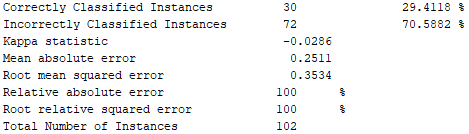 Correctly Classified Instances 30 29.4118 %
Incorrectly Classified Instances 72 70.5882 %
Kappa statistic -0.0286
Mean absolute error 0.2511
Root mean squared error 0.3534
Relative absolute error 100 %
Root relative squared error 100 %
Total Number of Instances 102